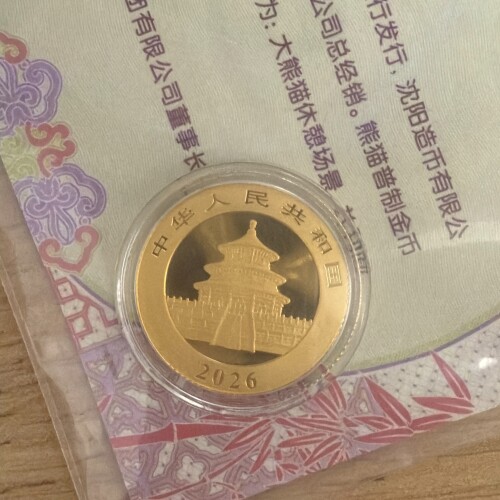 行发行，沈阳造币有限公
公司总经销。熊猫普制金币
为：大熊猫休憩场景
团有限公司董事长
中华人民共和国
2026